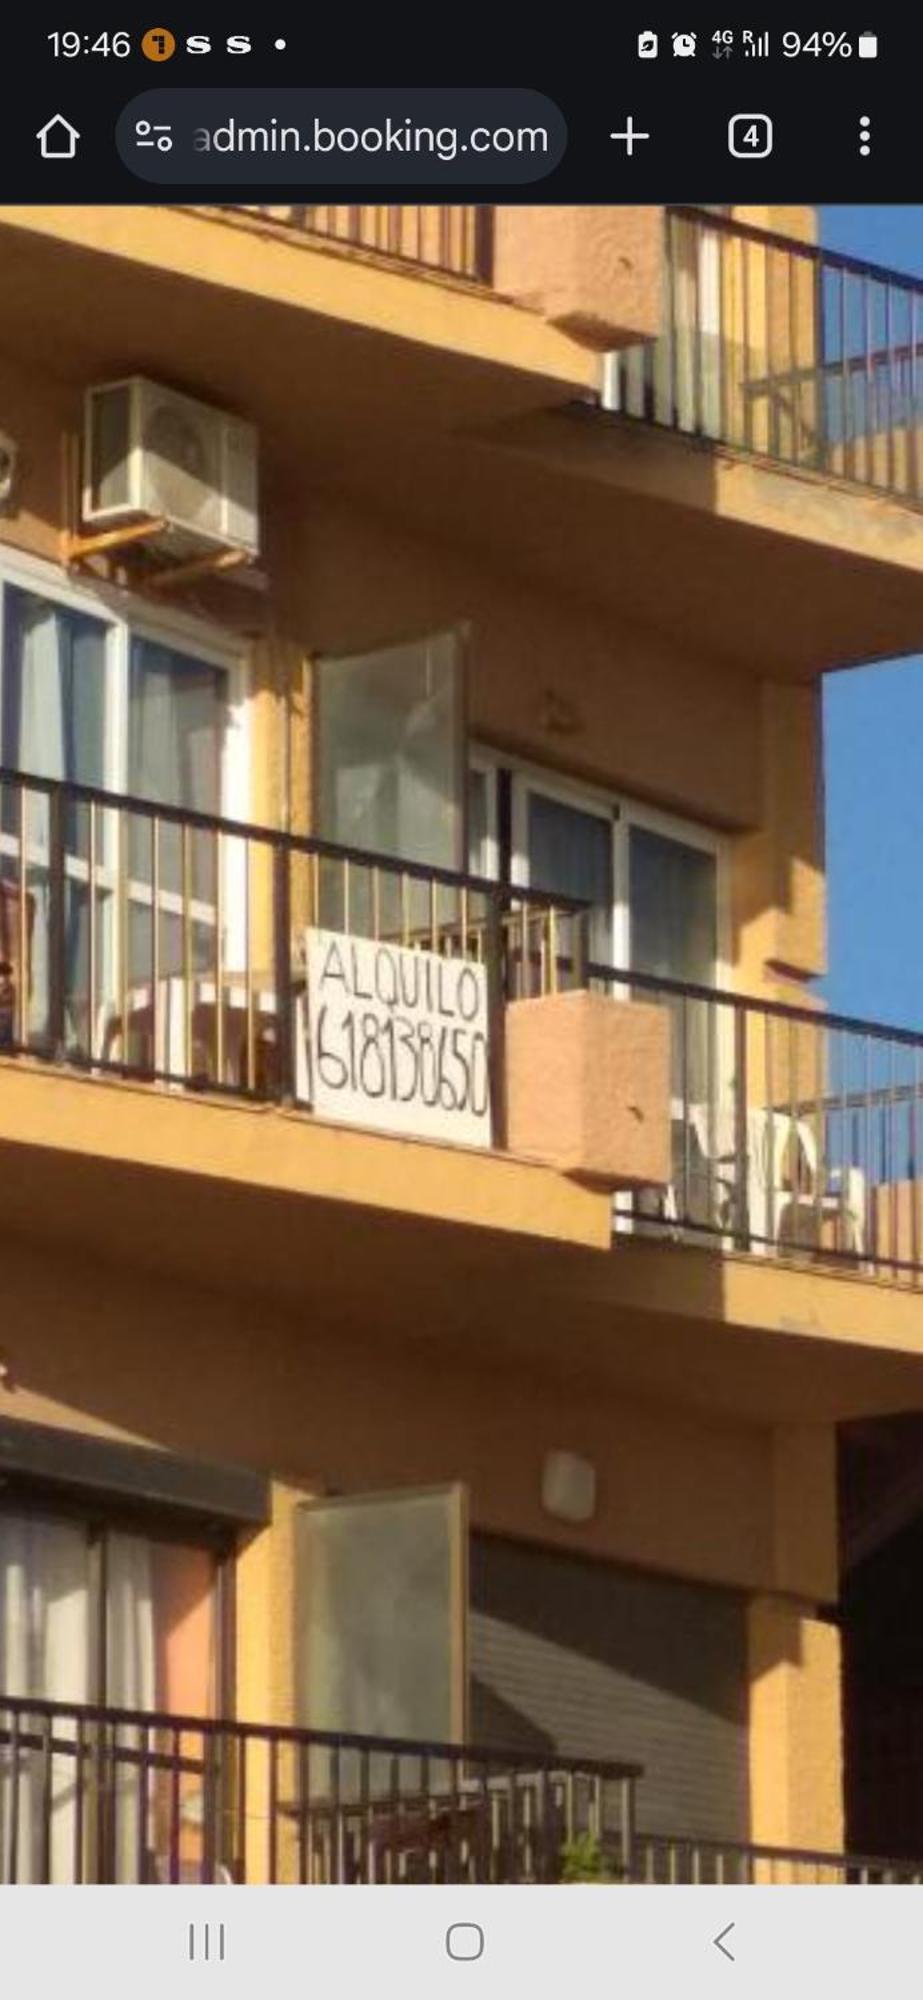 19:46 S S 4G R 94%
admin.booking.com 4
ALQUILO
618138650